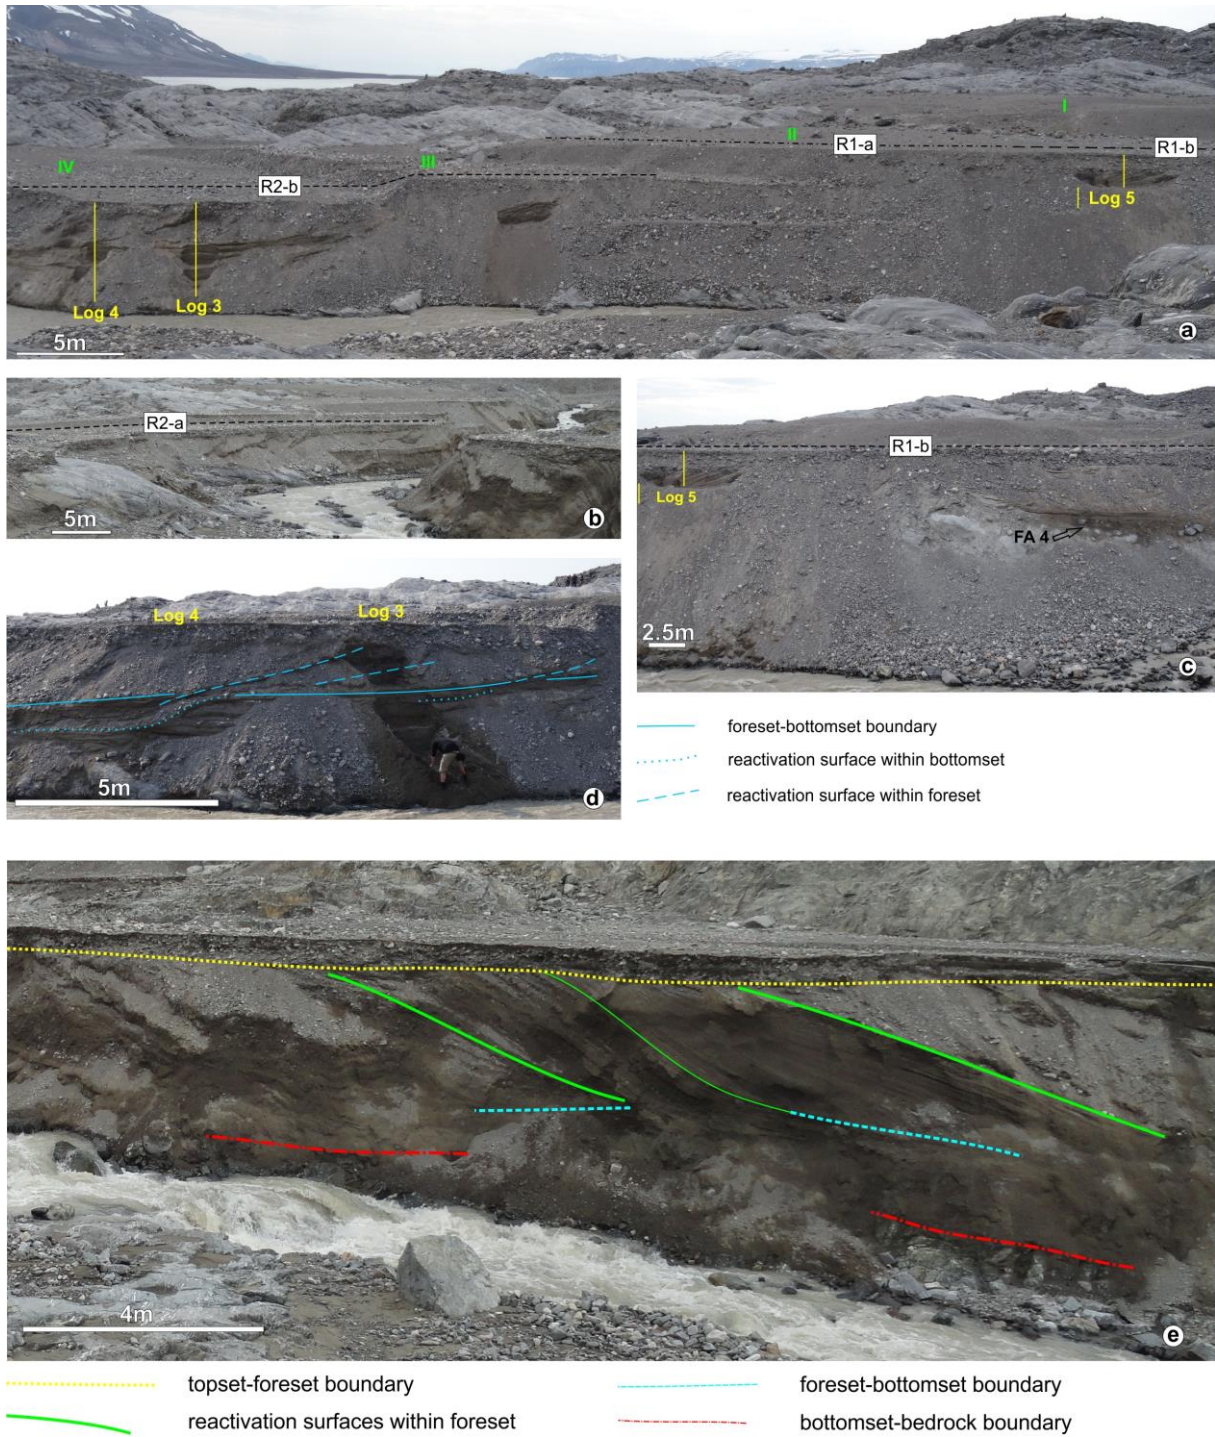 I
II
R1-a
R1-b
III
IV
R2-b
Log 5
Log 4
Log 3
5m
a
R2-a
5m
b
R1-b
Log 5
FA 4
2.5m
c
Log 4
Log 3
5m
d
foreset-bottomset boundary
reactivation surface within bottomset
reactivation surface within foreset
4m
e
topset-foreset boundary
foreset-bottomset boundary
reactivation surfaces within foreset
bottomset-bedrock boundary